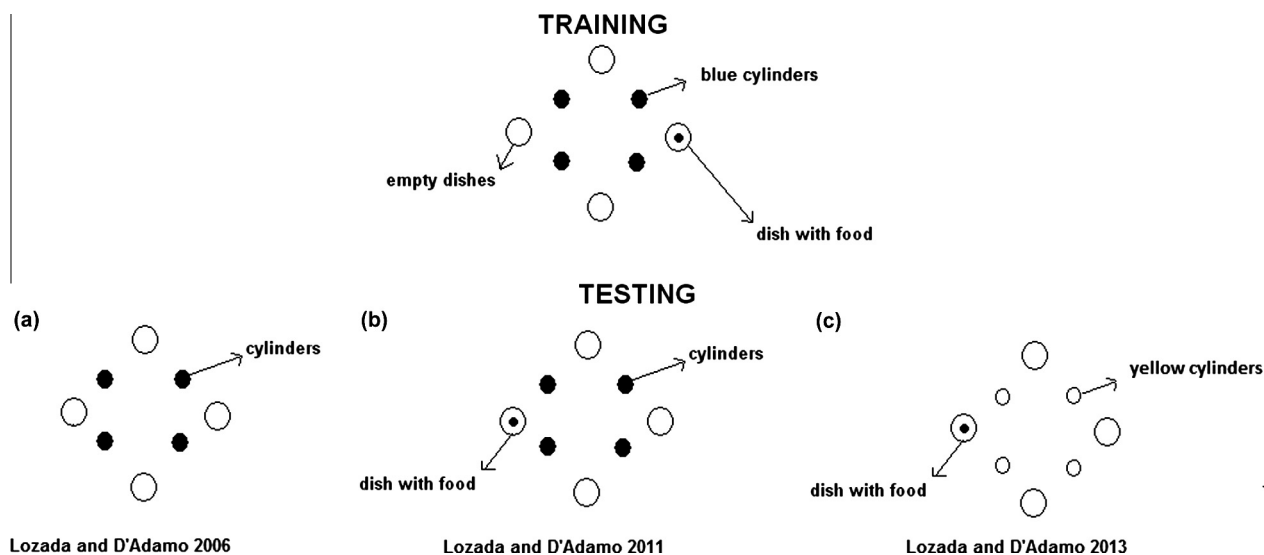 TRAINING
blue cylinders
empty dishes
dish with food
TESTING
(a)
cylinders
Lozada and D'Adamo 2006
(b)
cylinders
dish with food
Lozada and D'Adamo 2011
(c)
yellow cylinders
dish with food
Lozada and D'Adamo 2013